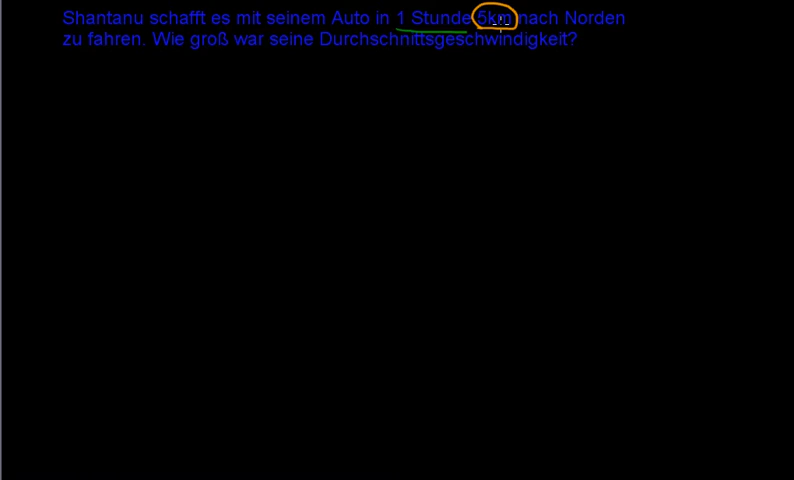 Shantanu schafft es mit seinem Auto in 1 Stunde 5km nach Norden
zu fahren. Wie groß war seine Durchschnittsgeschwindigkeit?